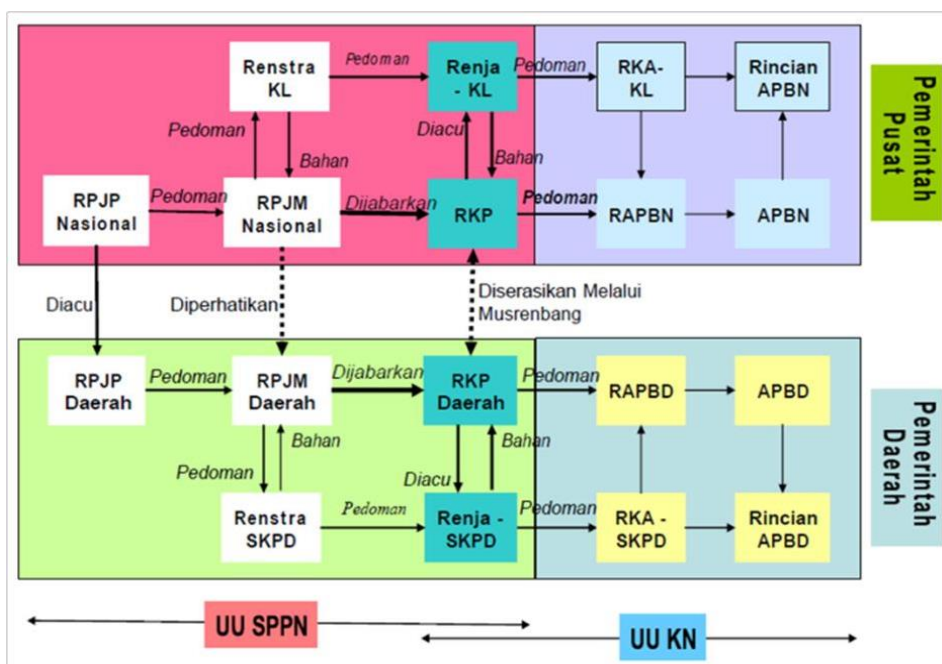 Renstra
KL
Pedoman
Renja
- KL
Pedoman
RKA-
KL
Rincian
APBN
Pedoman
Bahan
Diacu
Bahan
RPJP
Nasional
Pedoman
RPJM
Nasional
Dijabarkan
RKP
Pedoman
RAPBN
APBN
Pemerintah
Pusat
Diacu
Diperhatikan
Diserasikan Melalui
Musrenbang
RPJP
Daerah
Pedoman
RPJM
Daerah
Dijabarkan
RKP
Daerah
Pedoman
RAPBD
APBD
Pedoman
Bahan
Diacu
Bahan
Renstra
SKPD
Pedoman
Renja -
SKPD
Pedoman
RKA -
SKPD
Rincian
APBD
Pemerintah
Daerah
UU SPPN
UU KN